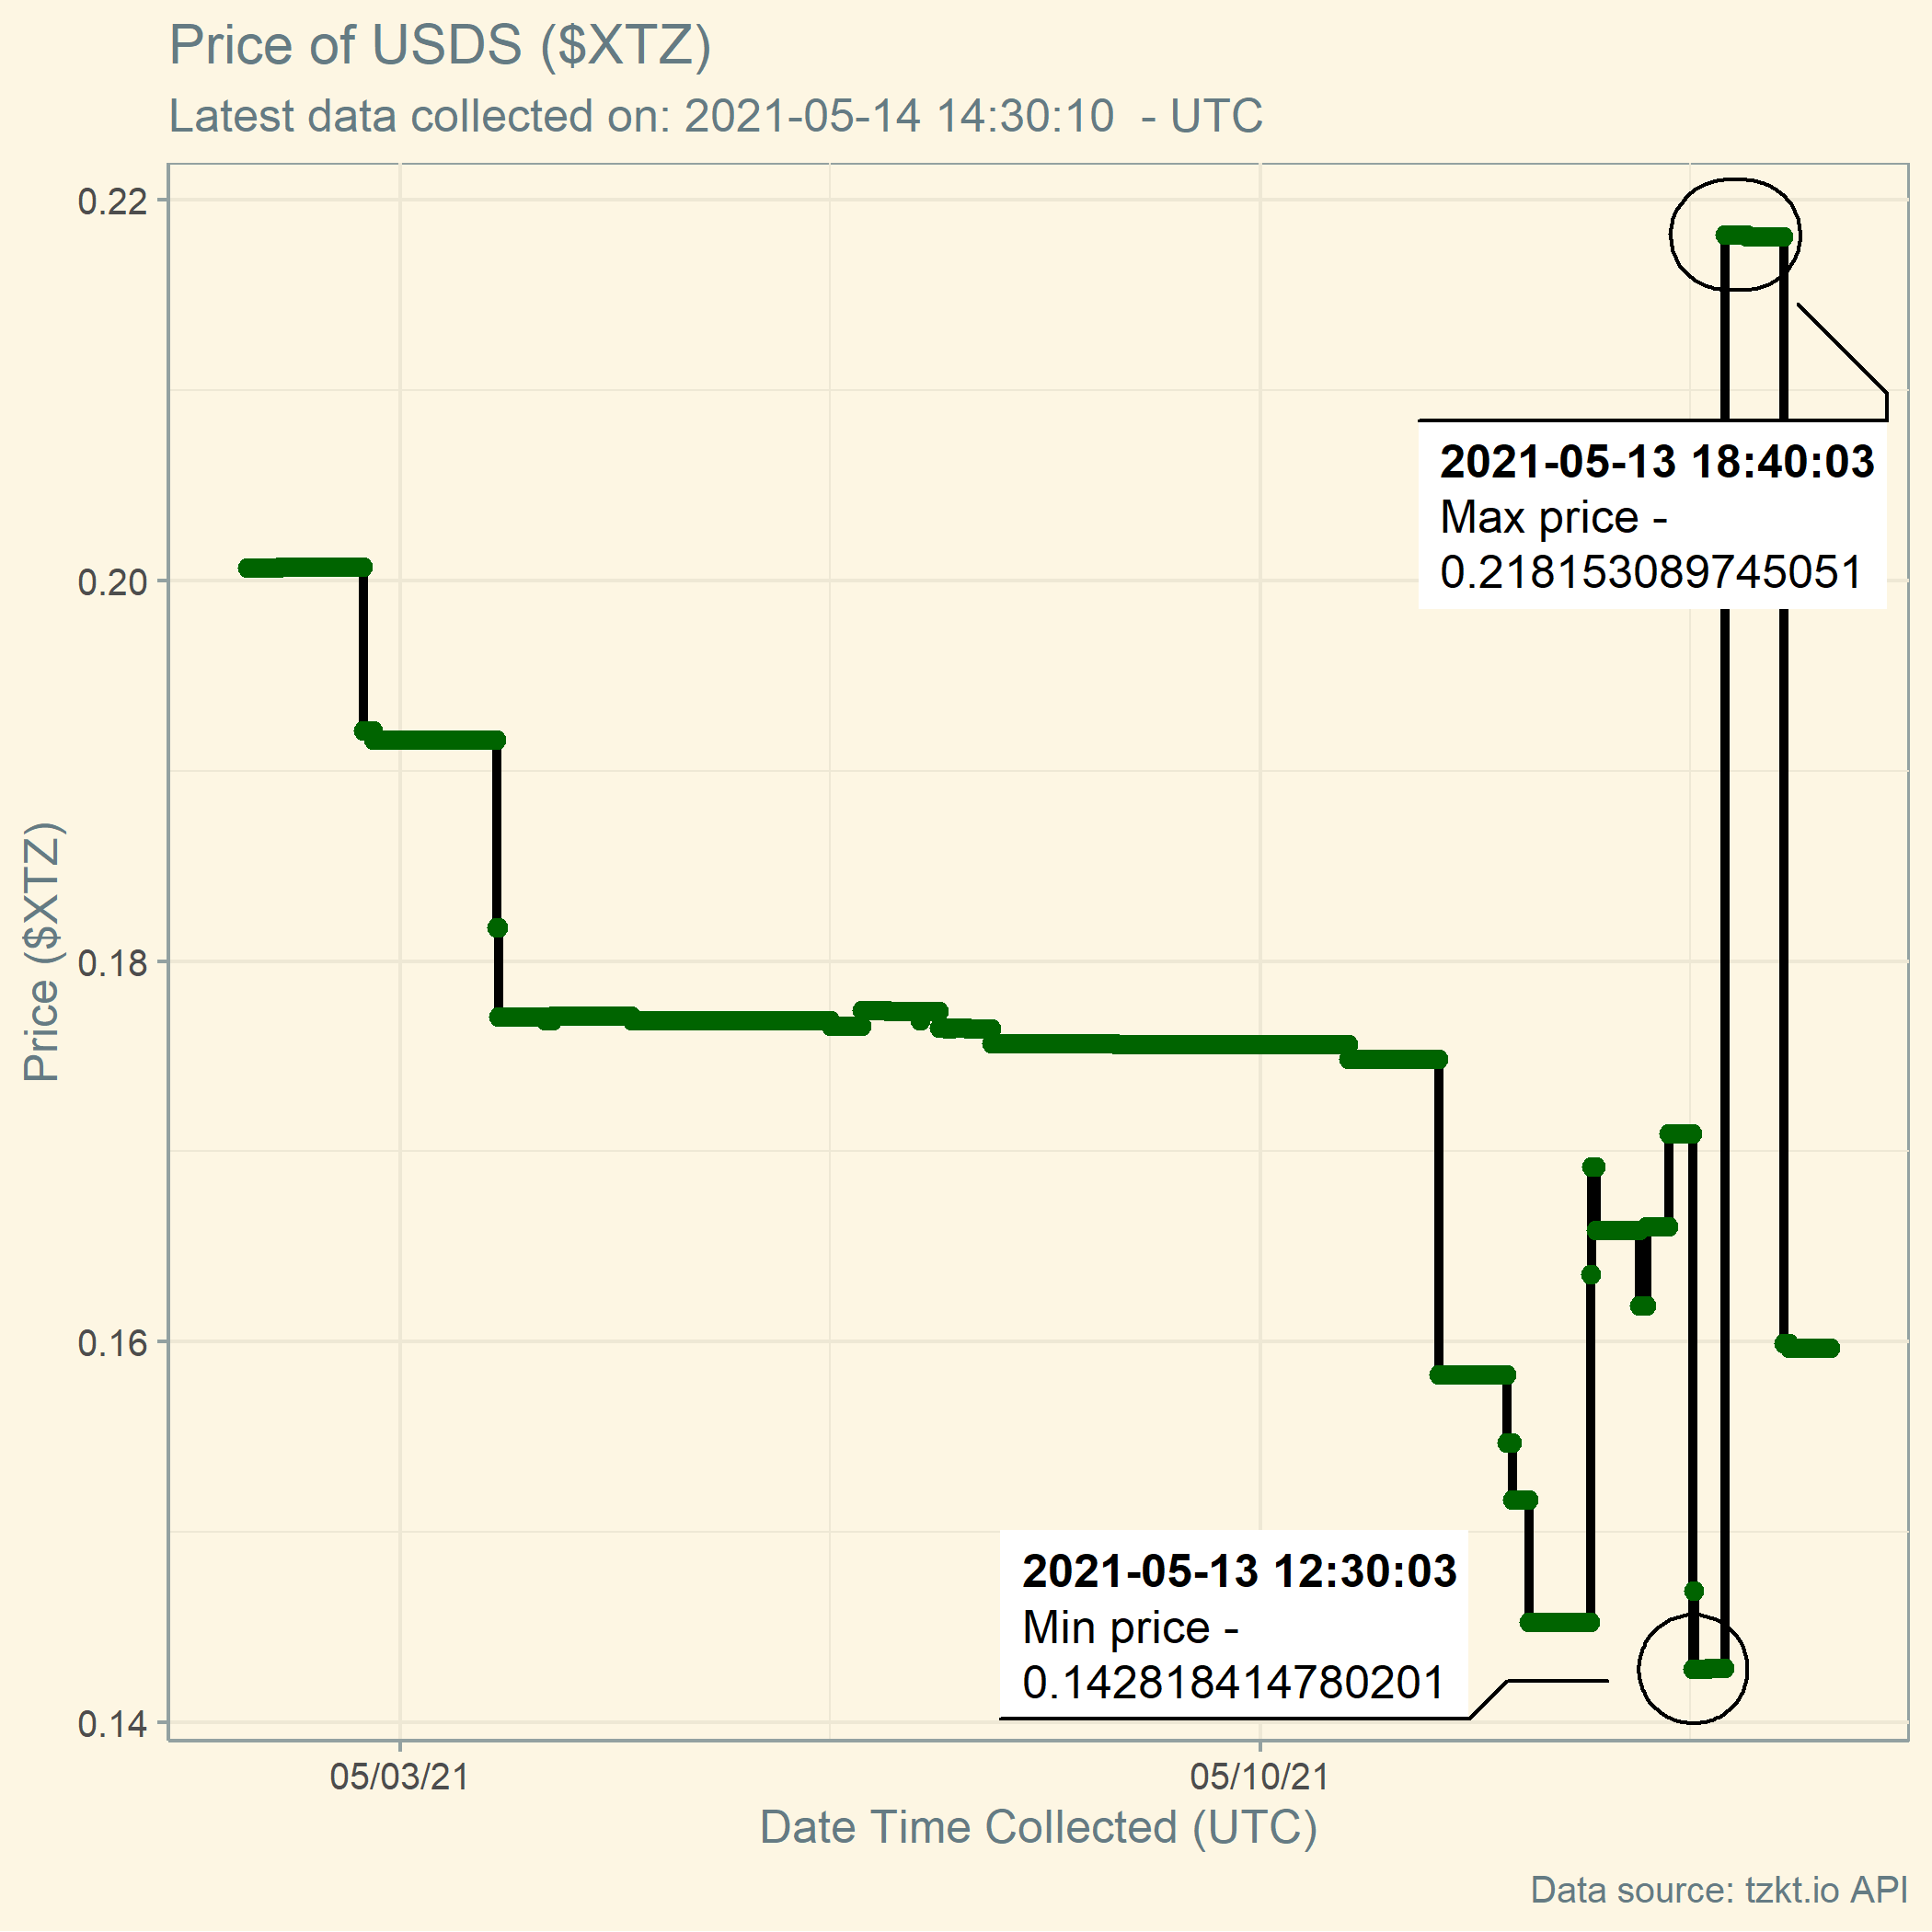 Price of USDS ($XTZ)
Latest data collected on: 2021-05-14 14:30:10  - UTC
Price ($XTZ)
0.22
0.20
0.18
0.16
0.14
2021-05-13 18:40:03
Max price -
0.218153089745051
2021-05-13 12:30:03
Min price -
0.142818414780201
05/03/21
05/10/21
Date Time Collected (UTC)
Data source: tzkt.io API